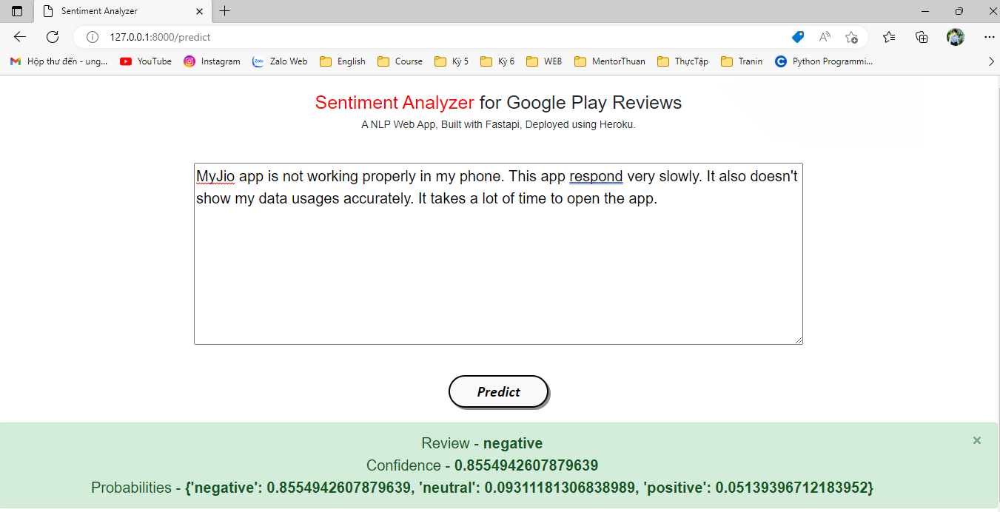 Sentiment Analyzer
127.0.0.1:8000/predict
Hộp thư đến - ung... YouTube Instagram Zalo Zalo Web English Course Kỳ 5 Kỳ 6 WEB MentorThuan ThựcTập Tranin Python Programmi...
Sentiment Analyzer for Google Play Reviews
A NLP Web App, Built with Fastapi, Deployed using Heroku.
MyJio app is not working properly in my phone. This app respond very slowly. It also doesn't
show my data usages accurately. It takes a lot of time to open the app.
Predict
Review - negative
Confidence - 0.8554942607879639
Probabilities - {'negative': 0.8554942607879639, 'neutral': 0.09311181306838989, 'positive': 0.05139396712183952}